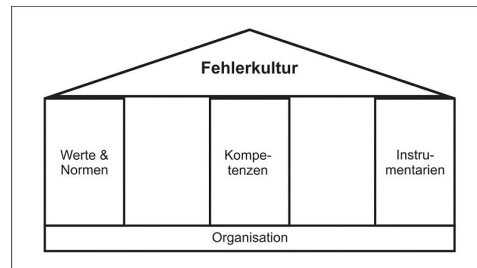 Fehlerkultur
Werte &
Normen
Kompe-
tenzen
Instru-
mentarien
Organisation